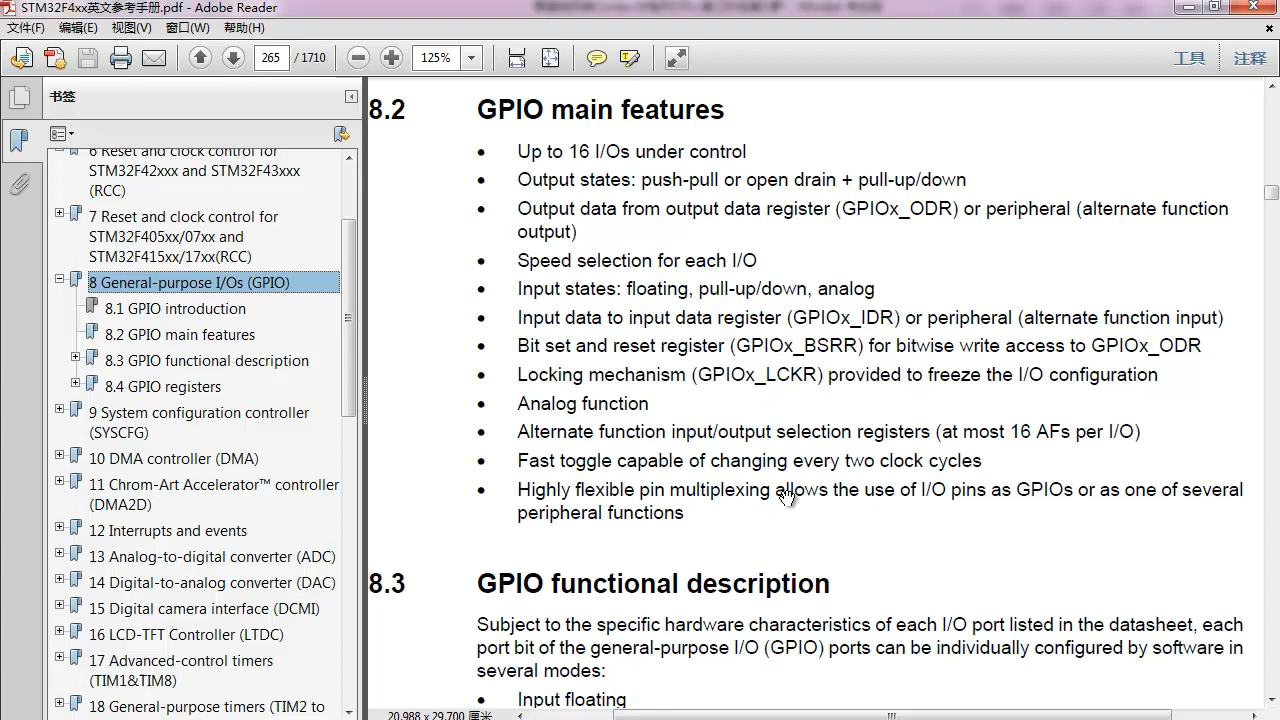 STM32F4xx英文参考手册.pdf - Adobe Reader
文件(F) 编辑(E) 视图(V) 窗口(W) 帮助(H)
265 / 1710 125% 工具 注释
书签
6 Reset and clock control for
STM32F42xxx and STM32F43xxx
(RCC)
7 Reset and clock control for
STM32F405xx/07xx and
STM32F415xx/17xx(RCC)
8 General-purpose I/Os (GPIO)
8.1 GPIO introduction
8.2 GPIO main features
8.3 GPIO functional description
8.4 GPIO registers
9 System configuration controller
(SYSCFG)
10 DMA controller (DMA)
11 Chrom-Art Accelerator™ controller
(DMA2D)
12 Interrupts and events
13 Analog-to-digital converter (ADC)
14 Digital-to-analog converter (DAC)
15 Digital camera interface (DCMI)
16 LCD-TFT Controller (LTDC)
17 Advanced-control timers
(TIM1&TIM8)
18 General-purpose timers (TIM2 to
8.2 GPIO main features
• Up to 16 I/Os under control
• Output states: push-pull or open drain + pull-up/down
• Output data from output data register (GPIOx_ODR) or peripheral (alternate function
output)
• Speed selection for each I/O
• Input states: floating, pull-up/down, analog
• Input data to input data register (GPIOx_IDR) or peripheral (alternate function input)
• Bit set and reset register (GPIOx_BSRR) for bitwise write access to GPIOx_ODR
• Locking mechanism (GPIOx_LCKR) provided to freeze the I/O configuration
• Analog function
• Alternate function input/output selection registers (at most 16 AFs per I/O)
• Fast toggle capable of changing every two clock cycles
• Highly flexible pin multiplexing allows the use of I/O pins as GPIOs or as one of several
peripheral functions
8.3 GPIO functional description
Subject to the specific hardware characteristics of each I/O port listed in the datasheet, each
port bit of the general-purpose I/O (GPIO) ports can be individually configured by software in
several modes:
• Input floating
20.988 x 29.700 厘米